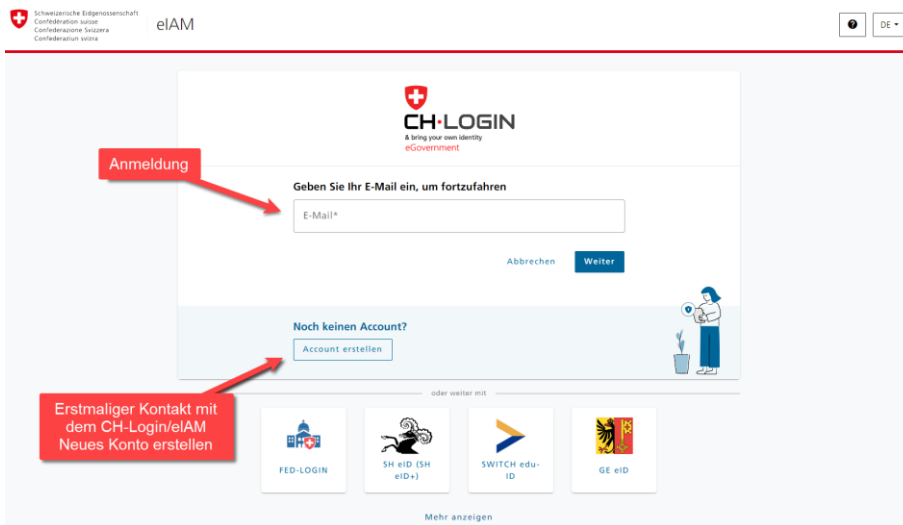 Schweizerische Eidgenossenschaft
Confédération suisse
Confederazione Svizzera
Confederaziun svizra
eIAM
?
DE
CH·LOGIN
& bring your own identity
eGovernment
Anmeldung
Geben Sie Ihr E-Mail ein, um fortzufahren
E-Mail*
Abbrechen
Weiter
Noch keinen Account?
Account erstellen
oder weiter mit
Erstmaliger Kontakt mit
dem CH-Login/eIAM
Neues Konto erstellen
FED-LOGIN
SH eID (SH
eID+)
SWITCH edu-
ID
GE eID
Mehr anzeigen